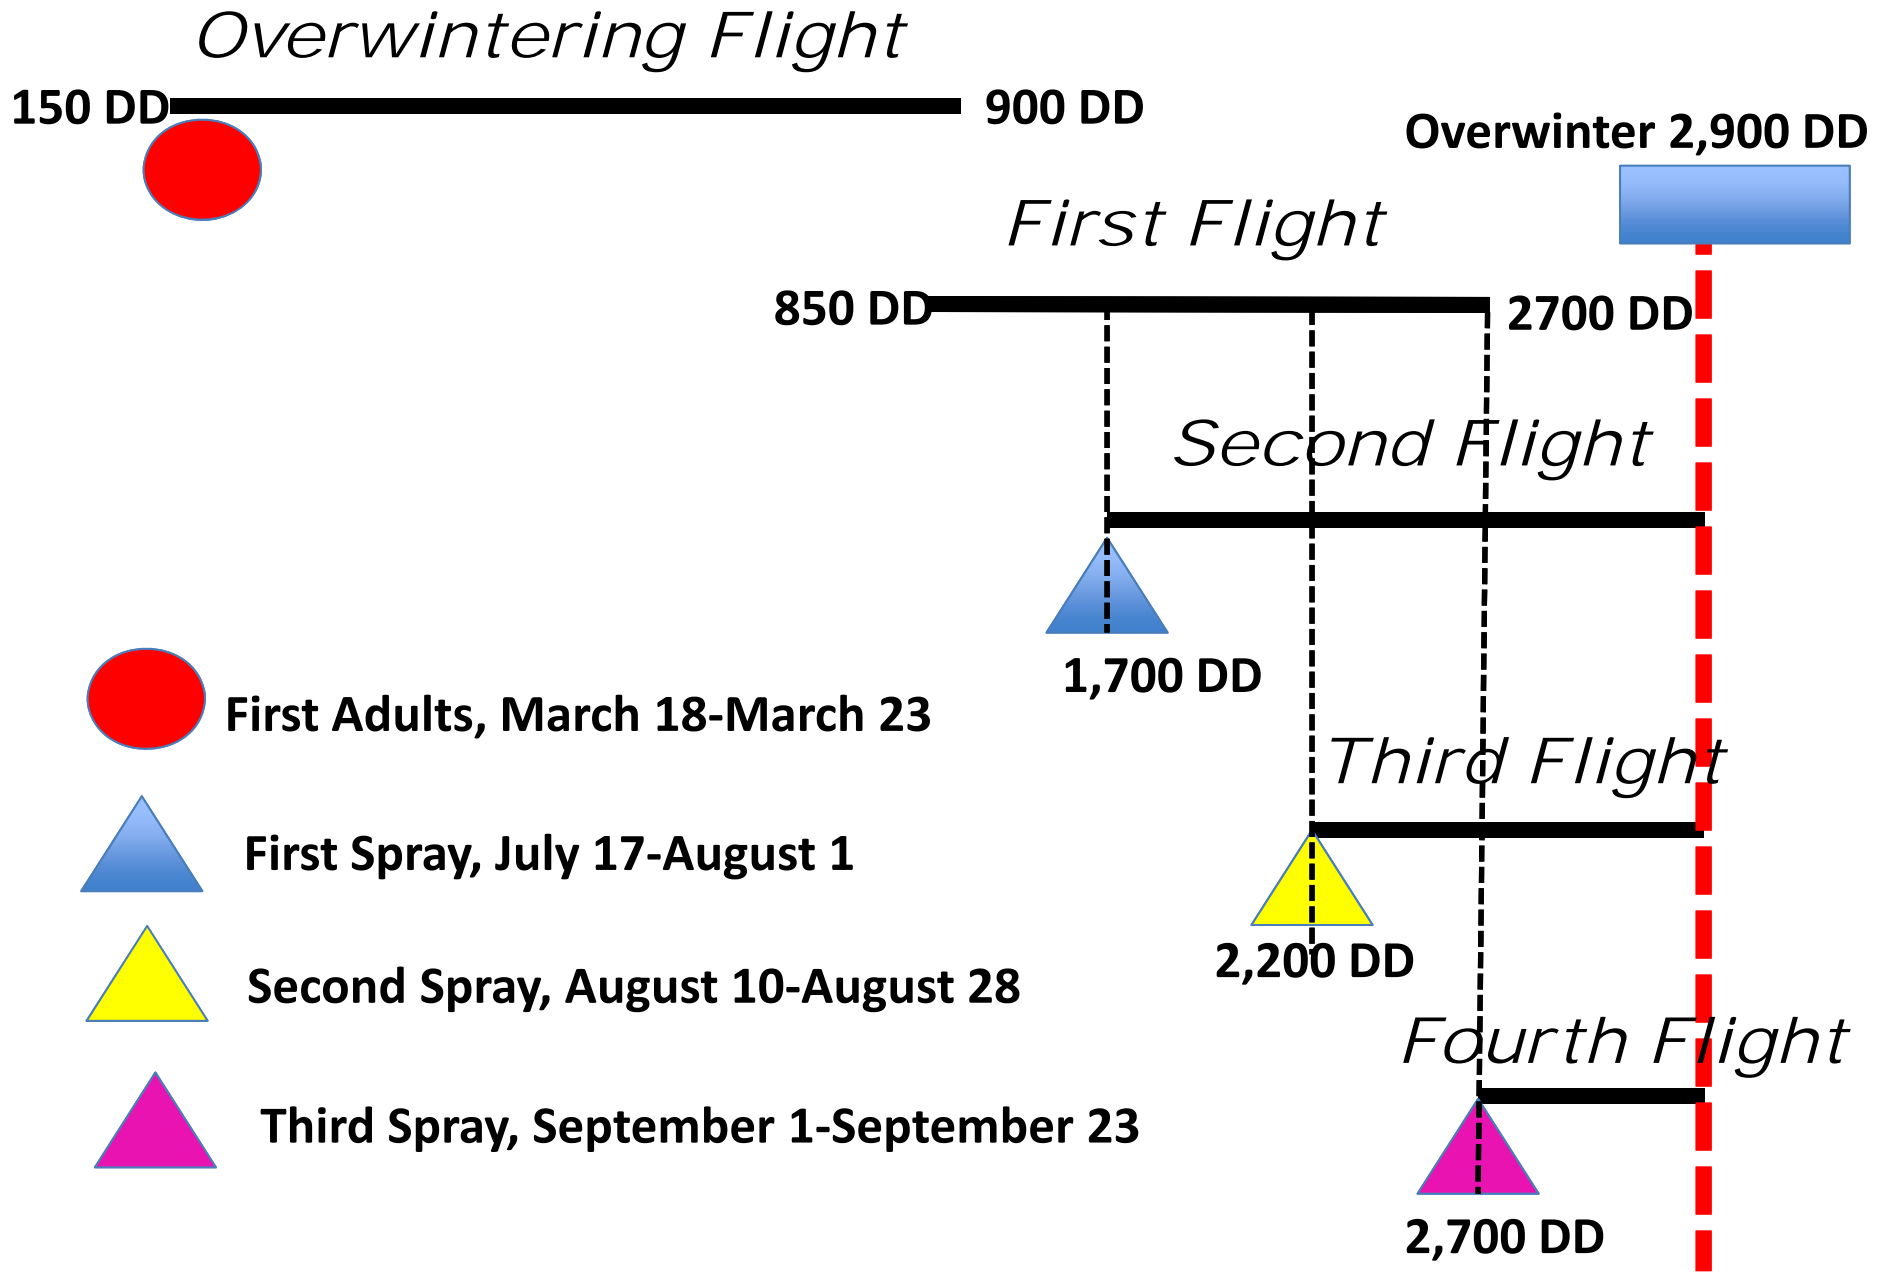 Overwintering Flight
150 DD
900 DD
Overwinter 2,900 DD
First Flight
850 DD
2700 DD
Second Flight
1,700 DD
First Adults, March 18-March 23
Third Flight
First Spray, July 17-August 1
2,200 DD
Second Spray, August 10-August 28
Fourth Flight
Third Spray, September 1-September 23
2,700 DD